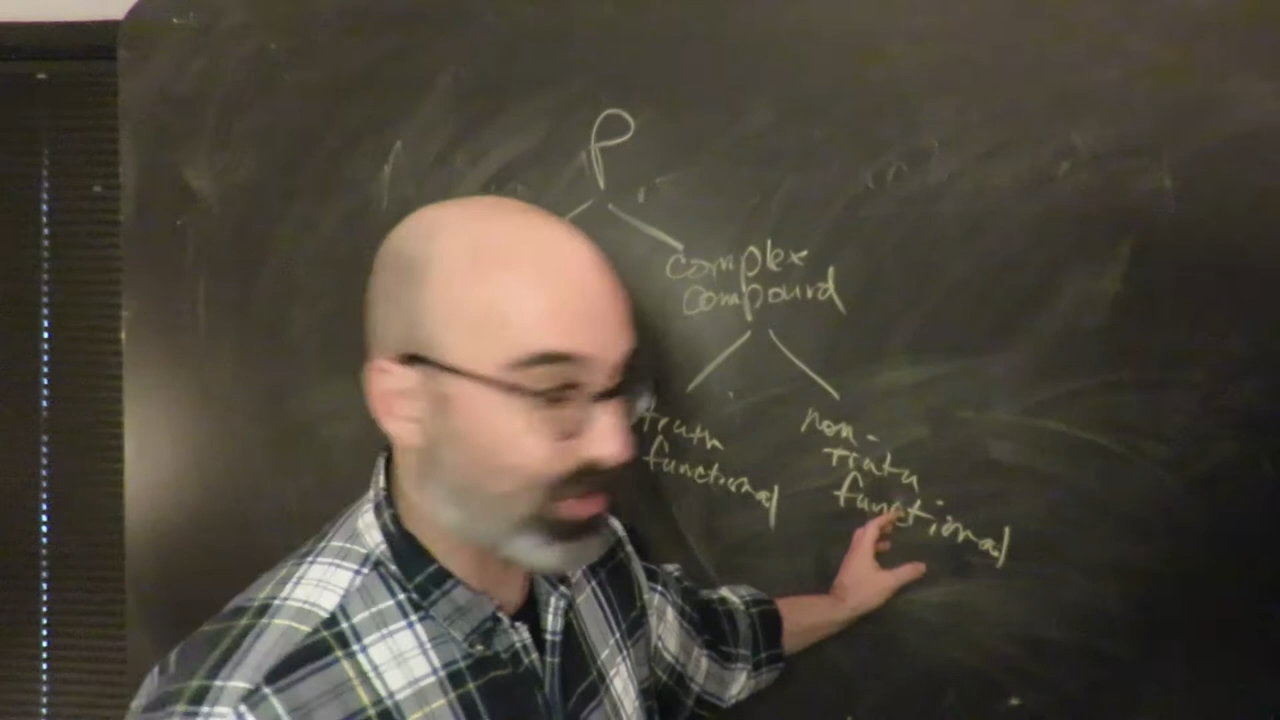 P
complex
compound
truth
functional
non-
truth
functional